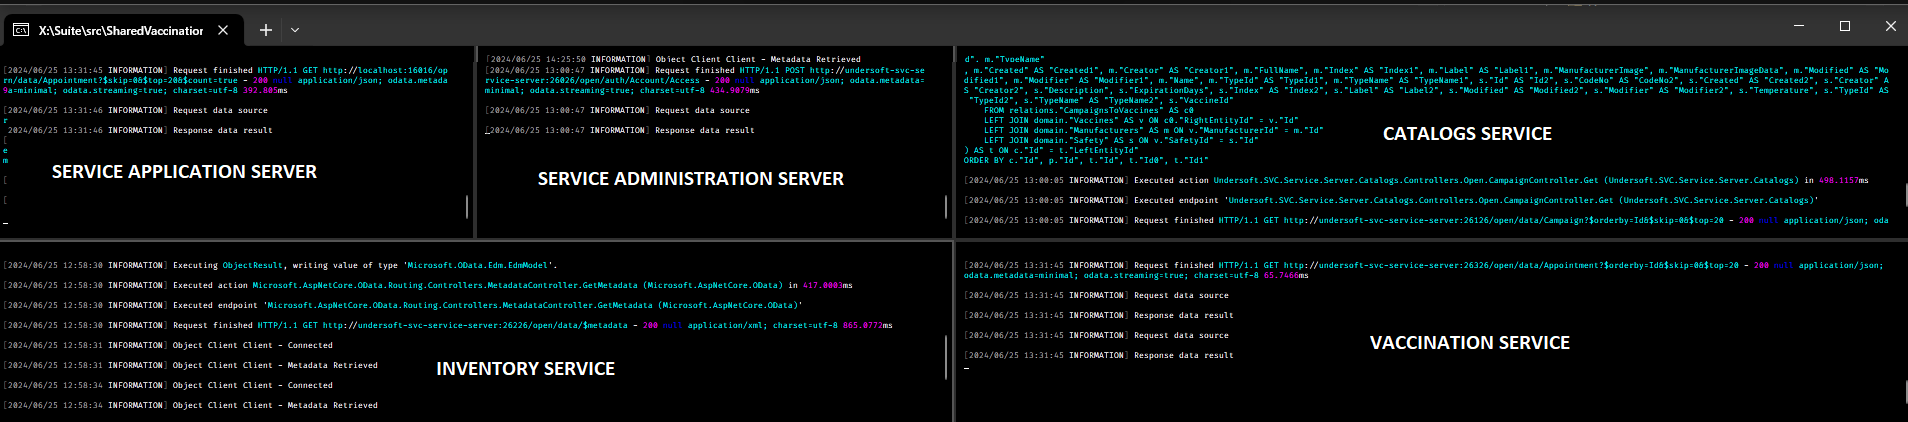 X:\Suite\src\SharedVaccination
[2024/06/25 13:31:45 INFORMATION] Request finished HTTP/1.1 GET http://localhost:16016/op
rn/data/Appointment?$skip=0&$top=20&$count=true - 200 null application/json; odata.metada
9a=minimal; odata.streaming=true; charset=utf-8 392.805ms
[2024/06/25 13:31:46 INFORMATION] Request data source
r
2024/06/25 13:31:46 INFORMATION] Response data result
[
e
m
SERVICE APPLICATION SERVER
[
[
[2024/06/25 14:25:50 INFORMATION] Object Client Client - Metadata Retrieved
[2024/06/25 13:00:47 INFORMATION] Request finished HTTP/1.1 POST http://undersoft-svc-se
rvice-server:26026/open/auth/Account/Access - 200 null application/json; odata.metadata=
minimal; odata.streaming=true; charset=utf-8 434.9079ms
[2024/06/25 13:00:47 INFORMATION] Request data source
[2024/06/25 13:00:47 INFORMATION] Response data result
SERVICE ADMINISTRATION SERVER
d". m."TypeName"
, m."Created" AS "Created1", m."Creator" AS "Creator1", m."FullName", m."Index" AS "Index1", m."Label" AS "Label1", m."ManufacturerImage", m."ManufacturerImageData", m."Modified" AS "Mo
dified1", m."Modifier" AS "Modifier1", m."Name", m."TypeId" AS "TypeId1", m."TypeName" AS "TypeName1", s."Id" AS "Id2", s."CodeNo" AS "CodeNo2", s."Created" AS "Created2", s."Creator" A
S "Creator2", s."Description", s."ExpirationDays", s."Index" AS "Index2", s."Label" AS "Label2", s."Modified" AS "Modified2", s."Modifier" AS "Modifier2", s."Temperature", s."TypeId" AS
"TypeId2", s."TypeName" AS "TypeName2", s."VaccineId"
FROM relations."CampaignsToVaccines" AS c0
LEFT JOIN domain."Vaccines" AS v ON c0."RightEntityId" = v."Id"
LEFT JOIN domain."Manufacturers" AS m ON v."ManufacturerId" = m."Id"
LEFT JOIN domain."Safety" AS s ON v."SafetyId" = s."Id"
) AS t ON c."Id" = t."LeftEntityId"
ORDER BY c."Id", p."Id", t."Id", t."Id0", t."Id1"
CATALOGS SERVICE
[2024/06/25 13:00:05 INFORMATION] Executed action Undersoft.SVC.Service.Server.Catalogs.Controllers.Open.CampaignController.Get (Undersoft.SVC.Service.Server.Catalogs) in 498.1157ms
[2024/06/25 13:00:05 INFORMATION] Executed endpoint 'Undersoft.SVC.Service.Server.Catalogs.Controllers.Open.CampaignController.Get (Undersoft.SVC.Service.Server.Catalogs)'
[2024/06/25 13:00:05 INFORMATION] Request finished HTTP/1.1 GET http://undersoft-svc-service-server:26126/open/data/Campaign?$orderby=Id&$skip=0&$top=20 - 200 null application/json; oda
[2024/06/25 12:58:30 INFORMATION] Executing ObjectResult, writing value of type 'Microsoft.OData.Edm.EdmModel'.
[2024/06/25 12:58:30 INFORMATION] Executed action Microsoft.AspNetCore.OData.Routing.Controllers.MetadataController.GetMetadata (Microsoft.AspNetCore.OData) in 417.0003ms
[2024/06/25 12:58:30 INFORMATION] Executed endpoint 'Microsoft.AspNetCore.OData.Routing.Controllers.MetadataController.GetMetadata (Microsoft.AspNetCore.OData)'
[2024/06/25 12:58:30 INFORMATION] Request finished HTTP/1.1 GET http://undersoft-svc-service-server:26226/open/data/$metadata - 200 null application/xml; charset=utf-8 865.0772ms
[2024/06/25 12:58:31 INFORMATION] Object Client Client - Connected
[2024/06/25 12:58:31 INFORMATION] Object Client Client - Metadata Retrieved
[2024/06/25 12:58:34 INFORMATION] Object Client Client - Connected
[2024/06/25 12:58:34 INFORMATION] Object Client Client - Metadata Retrieved
INVENTORY SERVICE
[2024/06/25 13:31:45 INFORMATION] Request finished HTTP/1.1 GET http://undersoft-svc-service-server:26326/open/data/Appointment?$orderby=Id&$skip=0&$top=20 - 200 null application/json;
odata.metadata=minimal; odata.streaming=true; charset=utf-8 65.7466ms
[2024/06/25 13:31:45 INFORMATION] Request data source
[2024/06/25 13:31:45 INFORMATION] Response data result
[2024/06/25 13:31:45 INFORMATION] Request data source
[2024/06/25 13:31:45 INFORMATION] Response data result
VACCINATION SERVICE